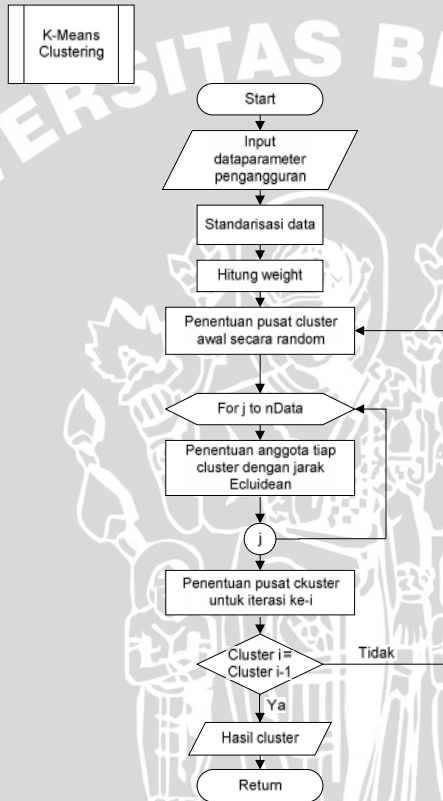 K-Means
Clustering
ERSITAS B
Start
Input
dataparameter
pengangguran
Standarisasi data
Hitung weight
Penentuan pusat cluster
awal secara random
For j to nData
Penentuan anggota tiap
cluster dengan jarak
Ecluidean
j
Penentuan pusat ckuster
untuk iterasi ke-i
Cluster i=
Cluster i-1
Tidak
Ya
Hasil cluster
Return